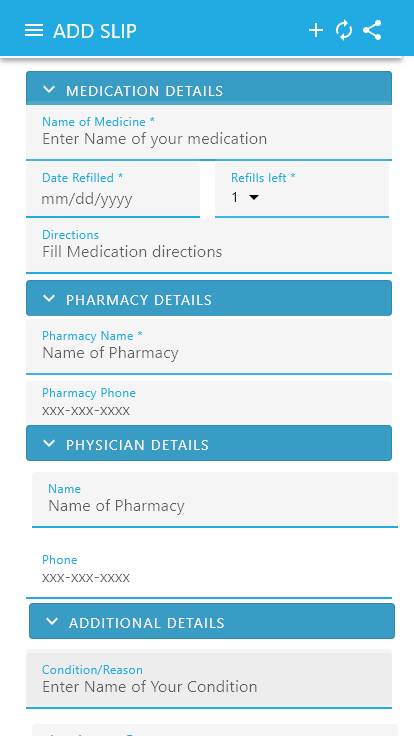 ADD SLIP
MEDICATION DETAILS
Name of Medicine *
Enter Name of your medication
Date Refilled * Refills left *
mm/dd/yyyy 1
Directions
Fill Medication directions
PHARMACY DETAILS
Pharmacy Name *
Name of Pharmacy
Pharmacy Phone
xxx-xxx-xxxx
PHYSICIAN DETAILS
Name
Name of Pharmacy
Phone
xxx-xxx-xxxx
ADDITIONAL DETAILS
Condition/Reason
Enter Name of Your Condition